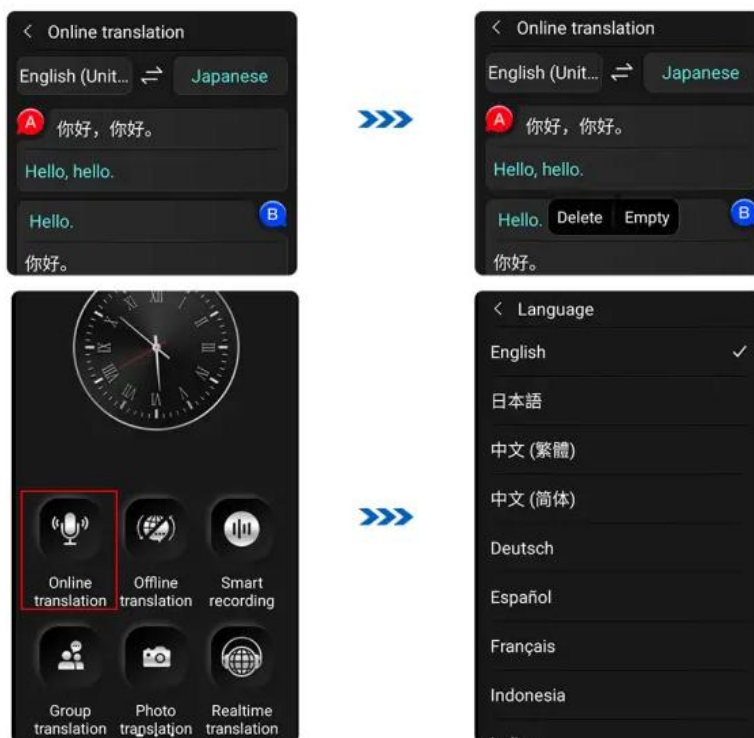 < Online translation
English (Unit... ⇌ Japanese
A 你好，你好。
Hello, hello.
Hello. B
你好。
< Online translation
English (Unit... ⇌ Japanese
A 你好，你好。
Hello, hello.
Hello. Delete Empty B
你好。
Online translation
Offline translation
Smart recording
Group translation
Photo translation
Realtime translation
< Language
English ✓
日本語
中文 (繁體)
中文 (简体)
Deutsch
Español
Français
Indonesia